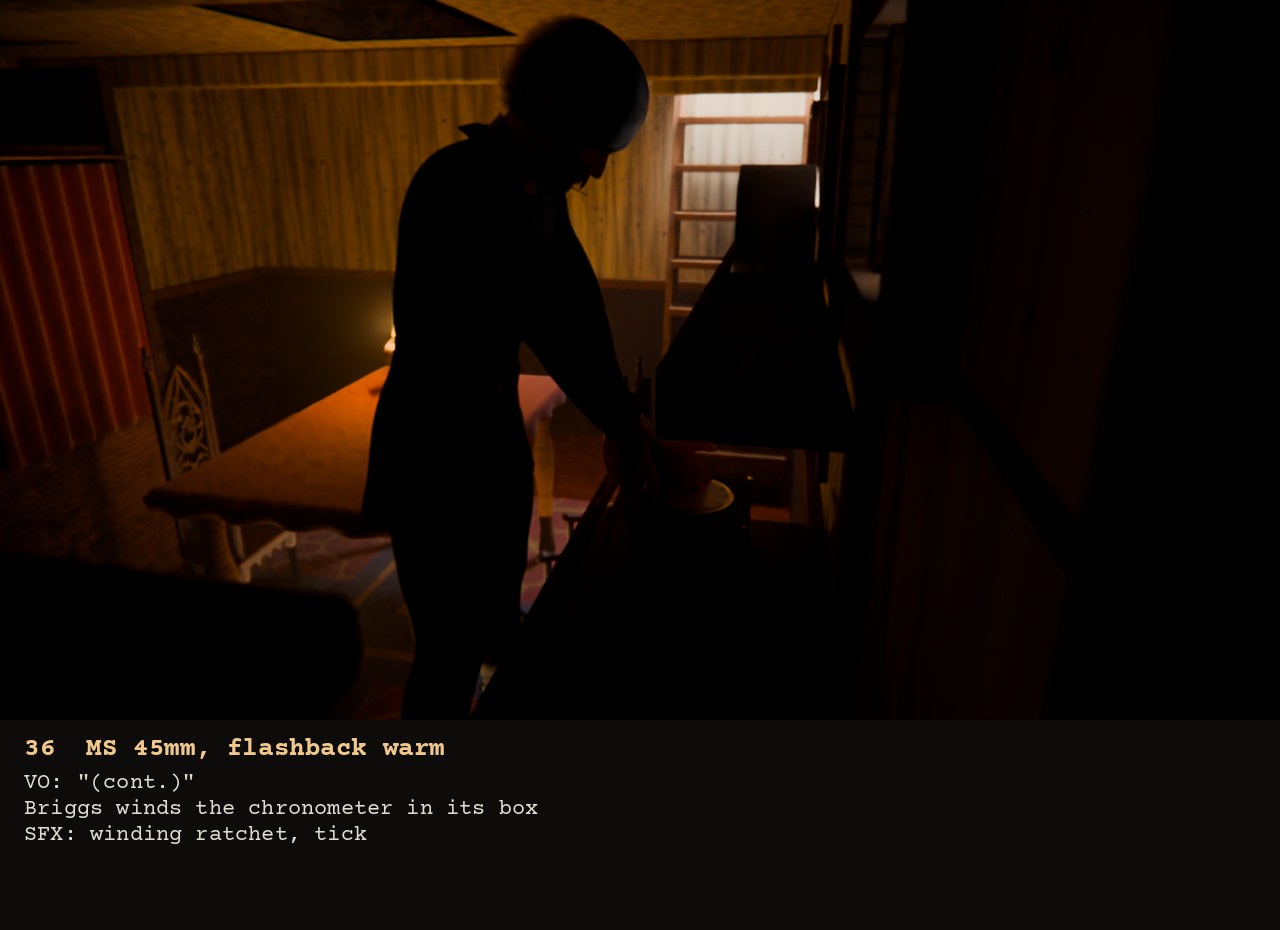 36 MS 45mm, flashback warm
VO: "(cont.)"
Briggs winds the chronometer in its box
SFX: winding ratchet, tick